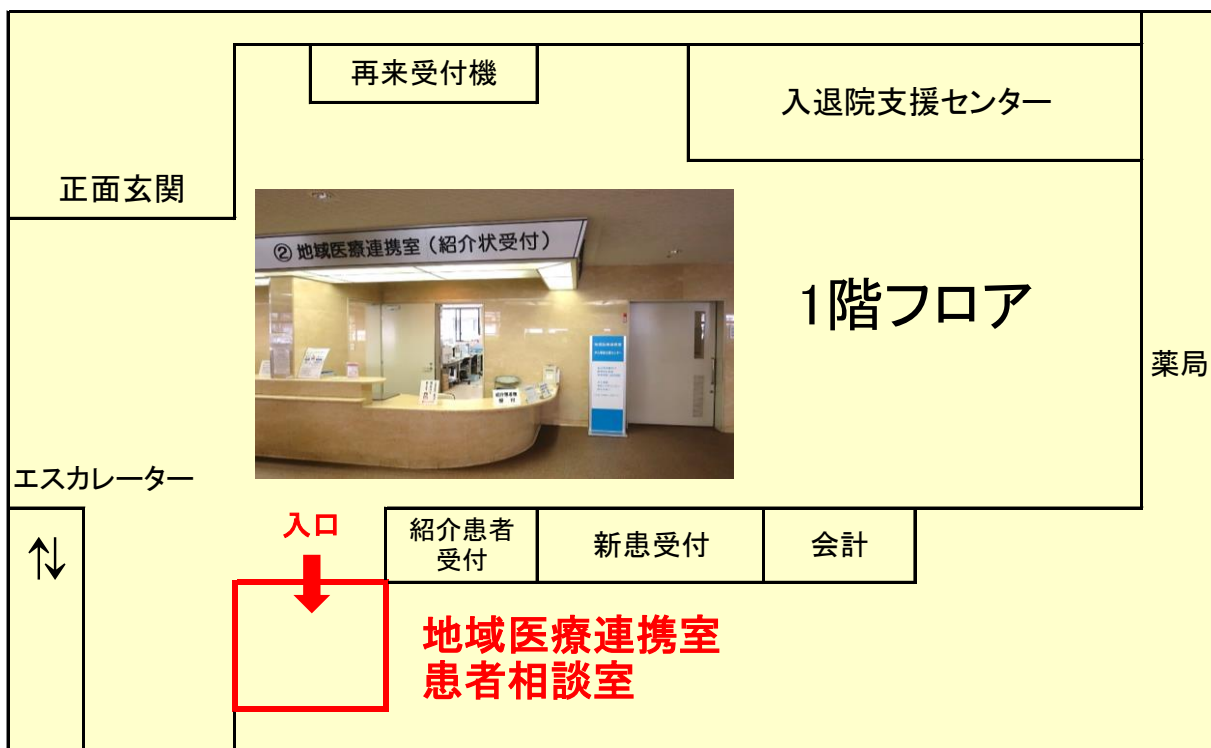 再来受付機
入退院支援センター
正面玄関
② 地域医療連携室（紹介状受付）
1階フロア
薬局
エスカレーター
入口
紹介患者
受付
新患受付
会計
地域医療連携室
患者相談室